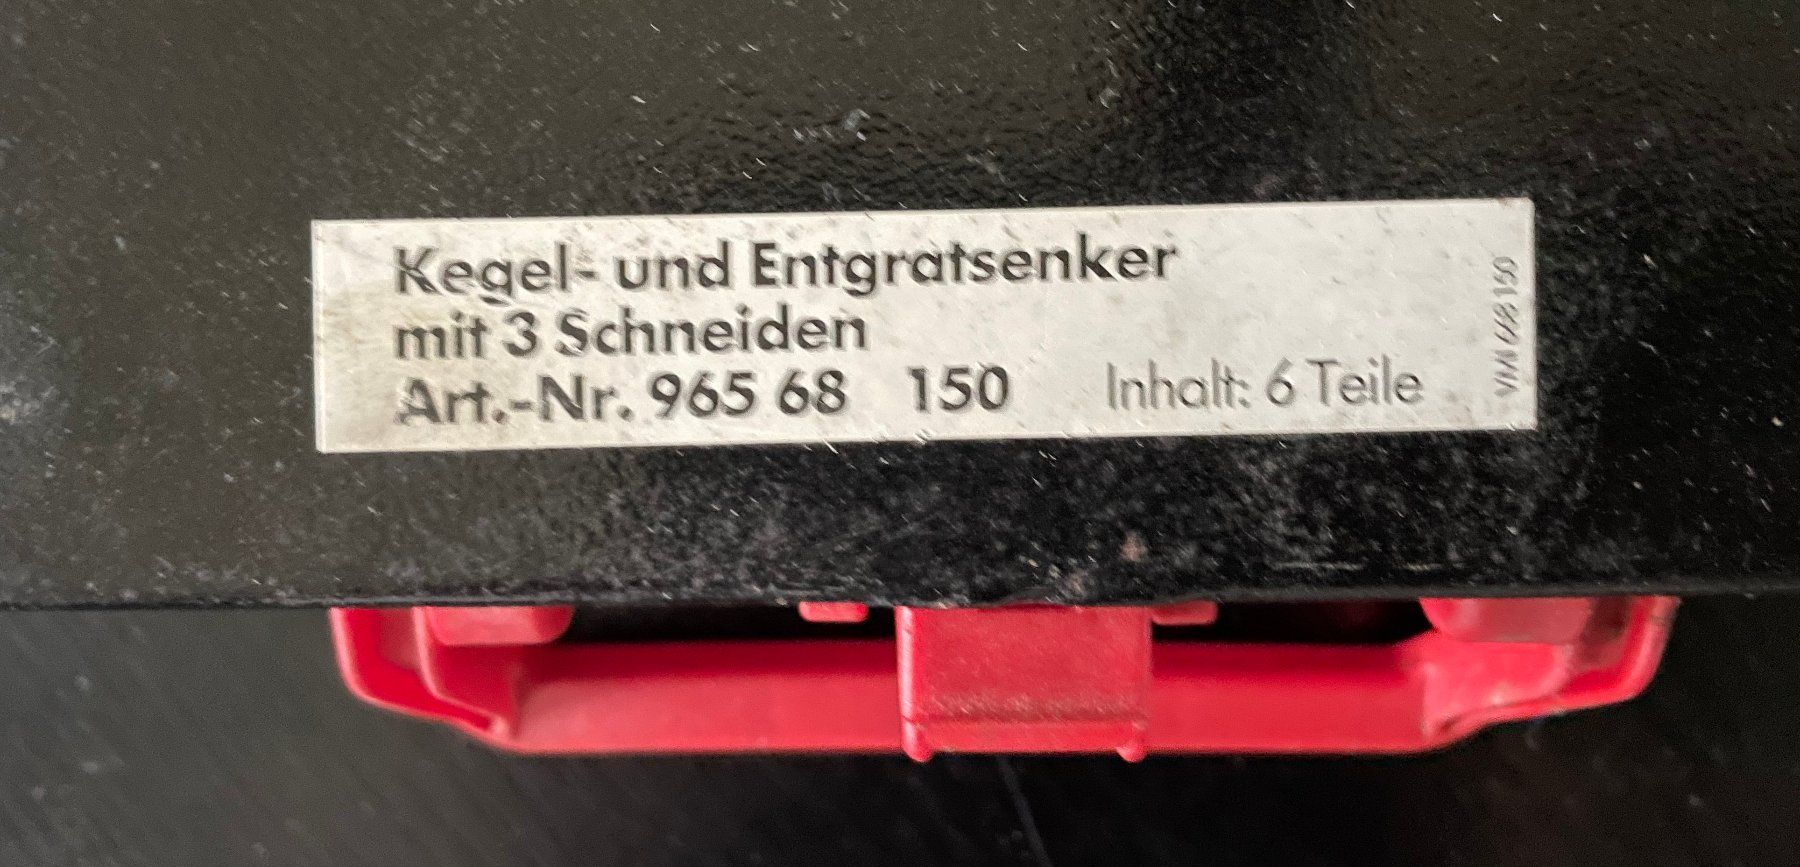 Kegel- und Entgratsenker
mit 3 Schneiden
Art.-Nr. 965 68 150 Inhalt: 6 Teile